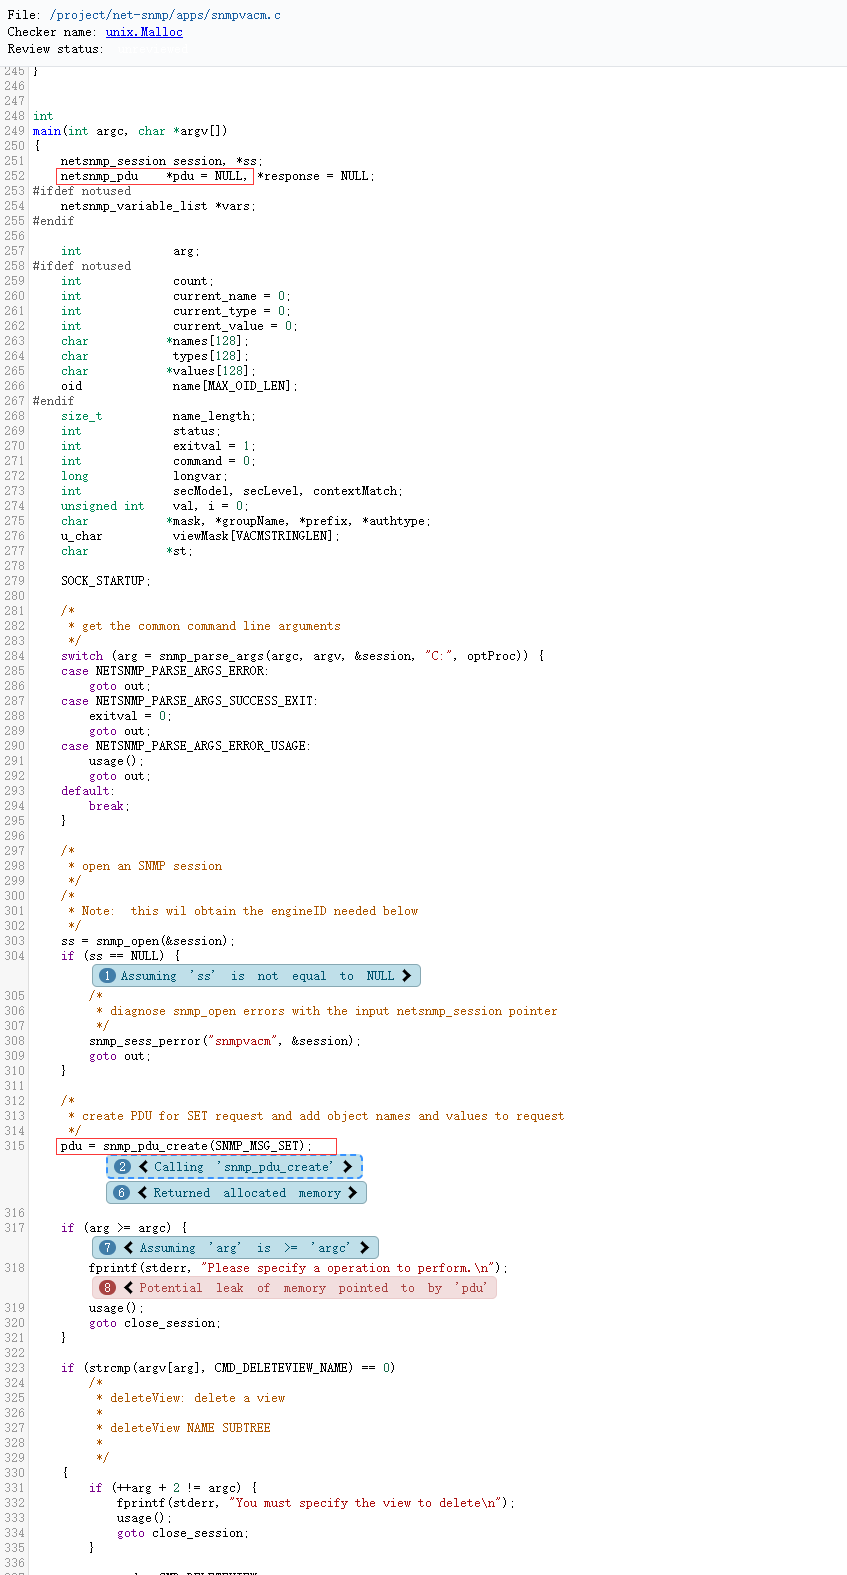 File: /project/net-snmp/apps/snmpvacm.c
Checker name: unix.Malloc
Review status:
245 }
246
247
248 int
249 main(int argc, char *argv[])
250 {
251     netsnmp_session session, *ss;
252     netsnmp_pdu    *pdu = NULL, *response = NULL;
253 #ifdef notused
254     netsnmp_variable_list *vars;
255 #endif
256
257     int             arg;
258 #ifdef notused
259     int             count;
260     int             current_name = 0;
261     int             current_type = 0;
262     int             current_value = 0;
263     char           *names[128];
264     char            types[128];
265     char           *values[128];
266     oid             name[MAX_OID_LEN];
267 #endif
268     size_t          name_length;
269     int             status;
270     int             exitval = 1;
271     int             command = 0;
272     long            longvar;
273     int             secModel, secLevel, contextMatch;
274     unsigned int    val, i = 0;
275     char           *mask, *groupName, *prefix, *authtype;
276     u_char          viewMask[VACMSTRINGLEN];
277     char           *st;
278
279     SOCK_STARTUP;
280
281     /*
282      * get the common command line arguments
283      */
284     switch (arg = snmp_parse_args(argc, argv, &session, "C:", optProc)) {
285     case NETSNMP_PARSE_ARGS_ERROR:
286         goto out;
287     case NETSNMP_PARSE_ARGS_SUCCESS_EXIT:
288         exitval = 0;
289         goto out;
290     case NETSNMP_PARSE_ARGS_ERROR_USAGE:
291         usage();
292         goto out;
293     default:
294         break;
295     }
296
297     /*
298      * open an SNMP session
299      */
300     /*
301      * Note:  this wil obtain the engineID needed below
302      */
303     ss = snmp_open(&session);
304     if (ss == NULL) {
1 Assuming 'ss' is not equal to NULL
305         /*
306          * diagnose snmp_open errors with the input netsnmp_session pointer
307          */
308         snmp_sess_perror("snmpvacm", &session);
309         goto out;
310     }
311
312     /*
313      * create PDU for SET request and add object names and values to request
314      */
315     pdu = snmp_pdu_create(SNMP_MSG_SET);
2 Calling 'snmp_pdu_create'
6 Returned allocated memory
316
317     if (arg >= argc) {
7 Assuming 'arg' is >= 'argc'
318         fprintf(stderr, "Please specify a operation to perform.\n");
8 Potential leak of memory pointed to by 'pdu'
319         usage();
320         goto close_session;
321     }
322
323     if (strcmp(argv[arg], CMD_DELETEVIEW_NAME) == 0)
324         /*
325          * deleteView: delete a view
326          *
327          * deleteView NAME SUBTREE
328          *
329          */
330     {
331         if (++arg + 2 != argc) {
332             fprintf(stderr, "You must specify the view to delete\n");
333             usage();
334             goto close_session;
335         }
336